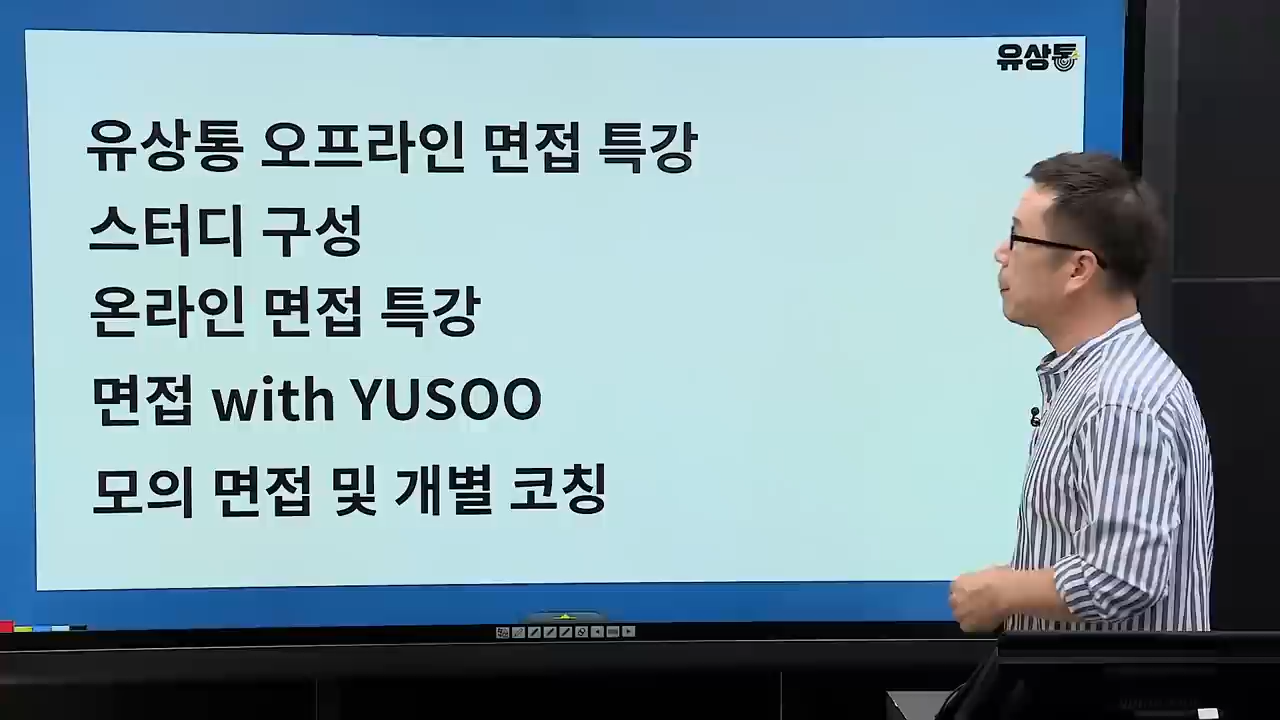 유상통
유상통 오프라인 면접 특강
스터디 구성
온라인 면접 특강
면접 with YUSOO
모의 면접 및 개별 코칭